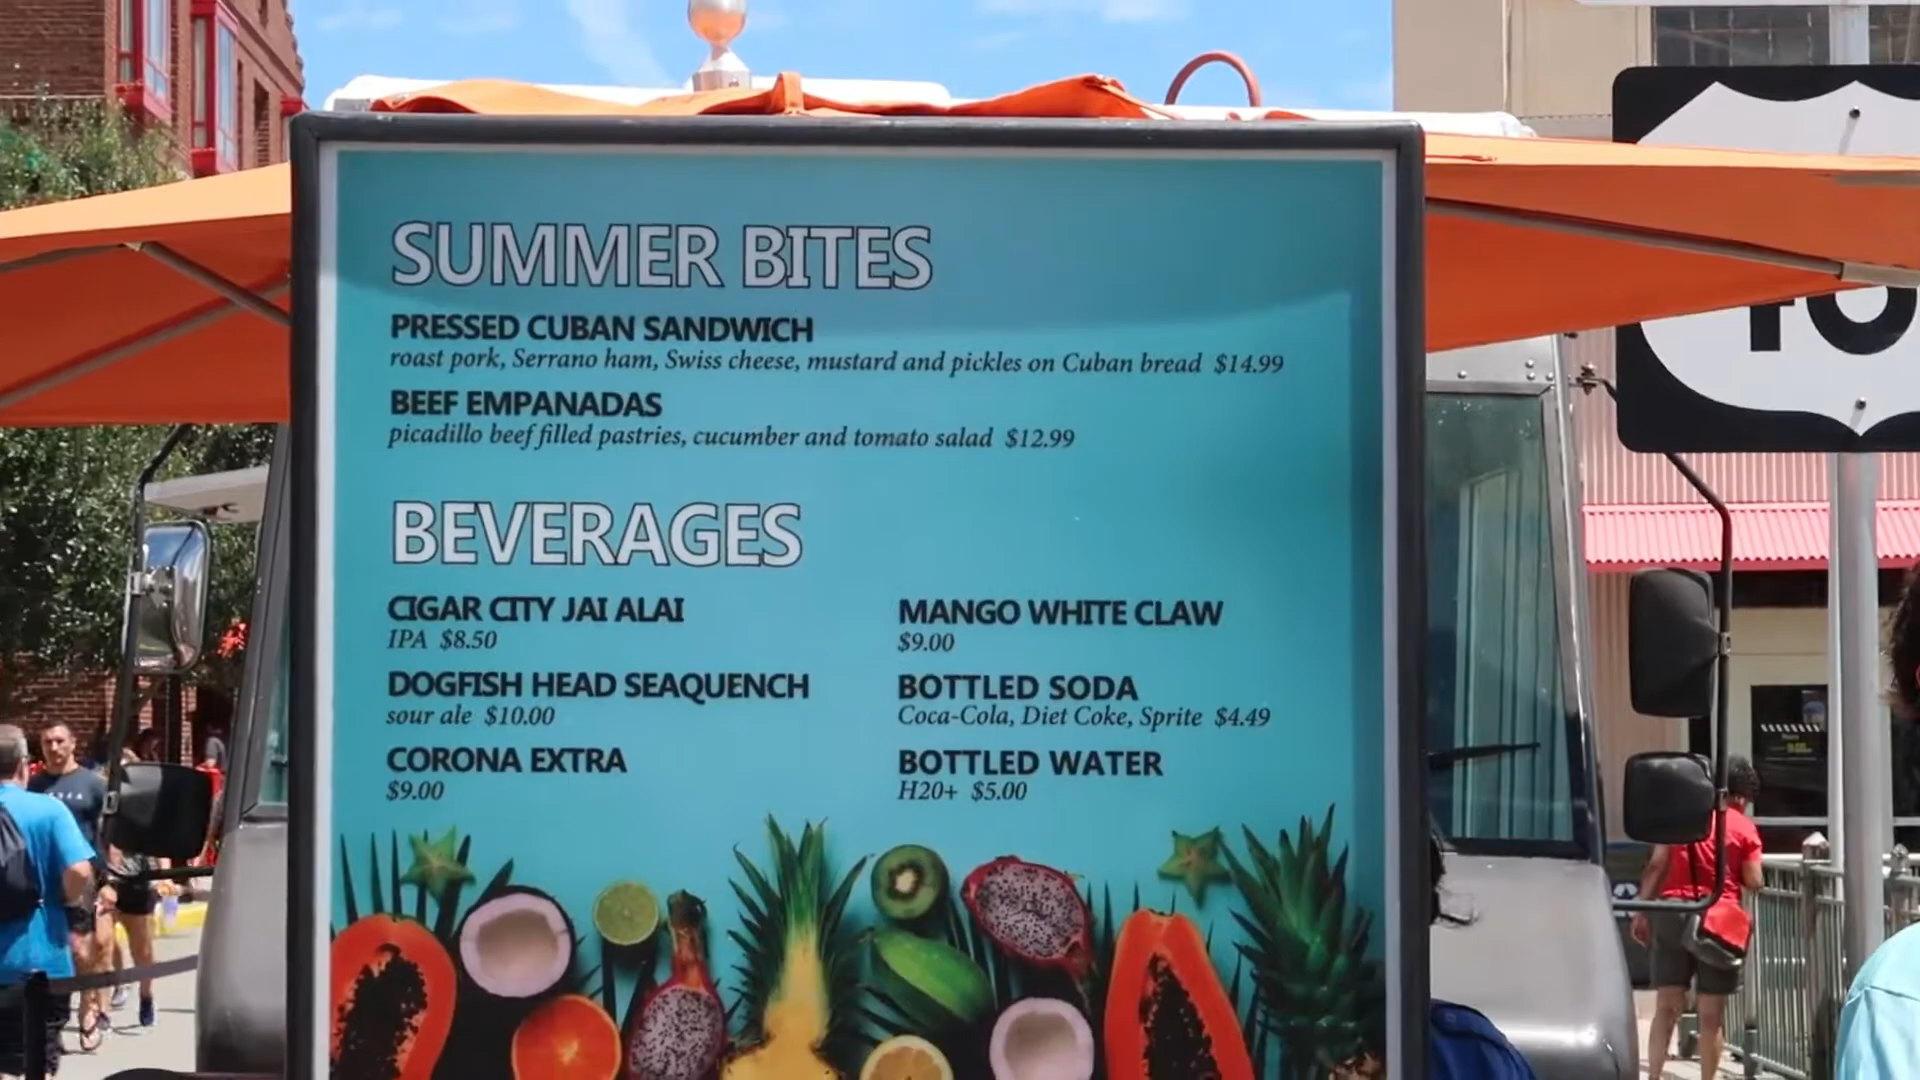 SUMMER BITES
PRESSED CUBAN SANDWICH
roast pork, Serrano ham, Swiss cheese, mustard and pickles on Cuban bread $14.99
BEEF EMPANADAS
picadillo beef filled pastries, cucumber and tomato salad $12.99
BEVERAGES
CIGAR CITY JAI ALAI
IPA $8.50
DOGFISH HEAD SEAQUENCH
sour ale $10.00
CORONA EXTRA
$9.00
MANGO WHITE CLAW
$9.00
BOTTLED SODA
Coca-Cola, Diet Coke, Sprite $4.49
BOTTLED WATER
H20+ $5.00